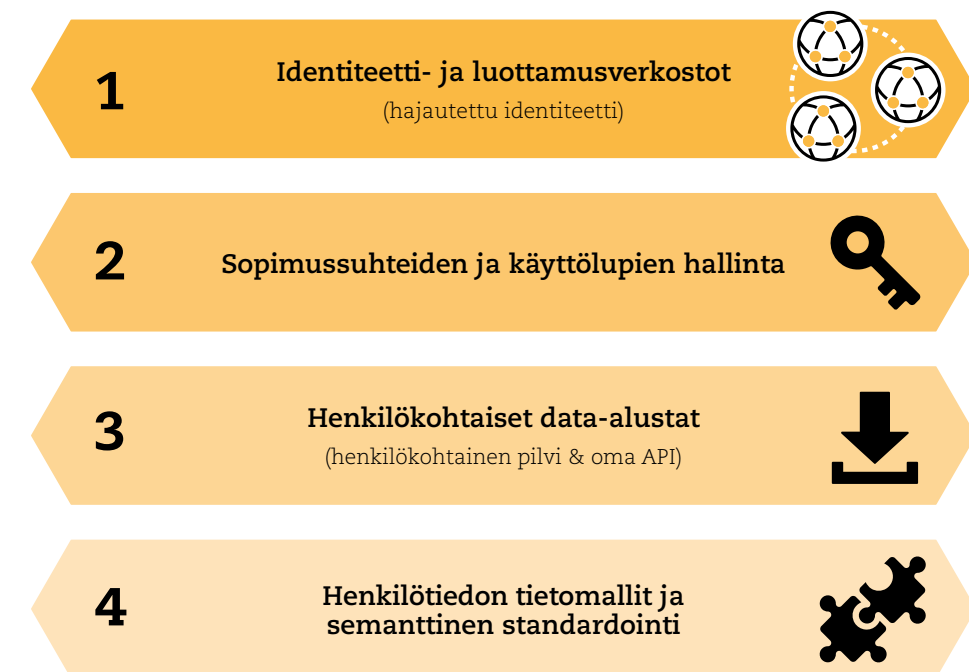 1
Identiteetti- ja luottamusverkostot
(hajautettu identiteetti)
2
Sopimussuhteiden ja käyttölupien hallinta
3
Henkilökohtaiset data-alustat
(henkilökohtainen pilvi & oma API)
4
Henkilötiedon tietomallit ja
semanttinen standardointi